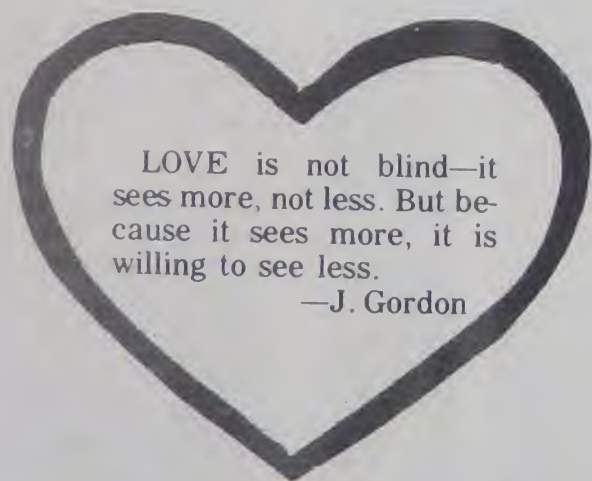 LOVE is not blind—it
sees more, not less. But be-
cause it sees more, it is
willing to see less.
—J. Gordon